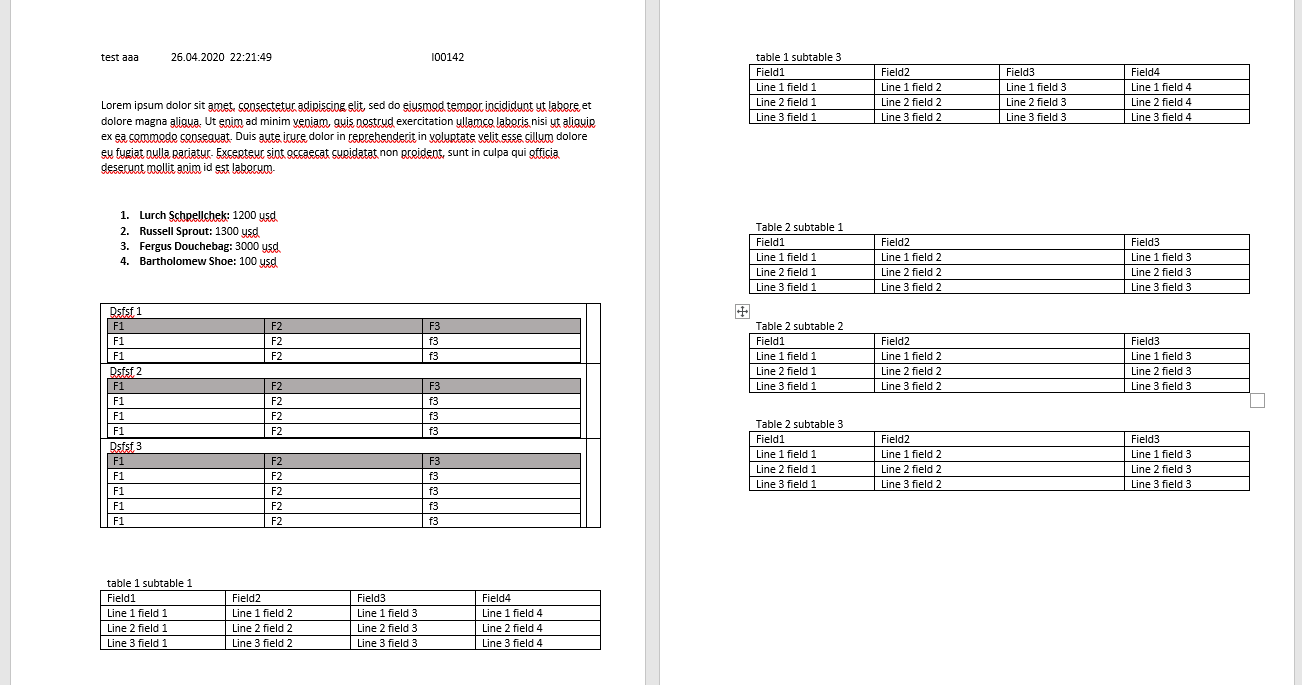 test aaa 26.04.2020 22:21:49 I00142
Lorem ipsum dolor sit amet, consectetur adipiscing elit, sed do eiusmod tempor incididunt ut labore et
dolore magna aliqua. Ut enim ad minim veniam, quis nostrud exercitation ullamco laboris nisi ut aliquip
ex ea commodo consequat. Duis aute irure dolor in reprehenderit in voluptate velit esse cillum dolore
eu fugiat nulla pariatur. Excepteur sint occaecat cupidatat non proident, sunt in culpa qui officia
deserunt mollit anim id est laborum.
1. Lurch Schpellchek: 1200 usd
2. Russell Sprout: 1300 usd
3. Fergus Douchebag: 3000 usd
4. Bartholomew Shoe: 100 usd
Dsfsf 1
F1 F2 F3
F1 F2 f3
F1 F2 f3
Dsfsf 2
F1 F2 F3
F1 F2 f3
F1 F2 f3
F1 F2 f3
Dsfsf 3
F1 F2 F3
F1 F2 f3
F1 F2 f3
F1 F2 f3
F1 F2 f3
table 1 subtable 1
Field1 Field2 Field3 Field4
Line 1 field 1 Line 1 field 2 Line 1 field 3 Line 1 field 4
Line 2 field 1 Line 2 field 2 Line 2 field 3 Line 2 field 4
Line 3 field 1 Line 3 field 2 Line 3 field 3 Line 3 field 4
table 1 subtable 3
Field1 Field2 Field3 Field4
Line 1 field 1 Line 1 field 2 Line 1 field 3 Line 1 field 4
Line 2 field 1 Line 2 field 2 Line 2 field 3 Line 2 field 4
Line 3 field 1 Line 3 field 2 Line 3 field 3 Line 3 field 4
Table 2 subtable 1
Field1 Field2 Field3
Line 1 field 1 Line 1 field 2 Line 1 field 3
Line 2 field 1 Line 2 field 2 Line 2 field 3
Line 3 field 1 Line 3 field 2 Line 3 field 3
Table 2 subtable 2
Field1 Field2 Field3
Line 1 field 1 Line 1 field 2 Line 1 field 3
Line 2 field 1 Line 2 field 2 Line 2 field 3
Line 3 field 1 Line 3 field 2 Line 3 field 3
Table 2 subtable 3
Field1 Field2 Field3
Line 1 field 1 Line 1 field 2 Line 1 field 3
Line 2 field 1 Line 2 field 2 Line 2 field 3
Line 3 field 1 Line 3 field 2 Line 3 field 3